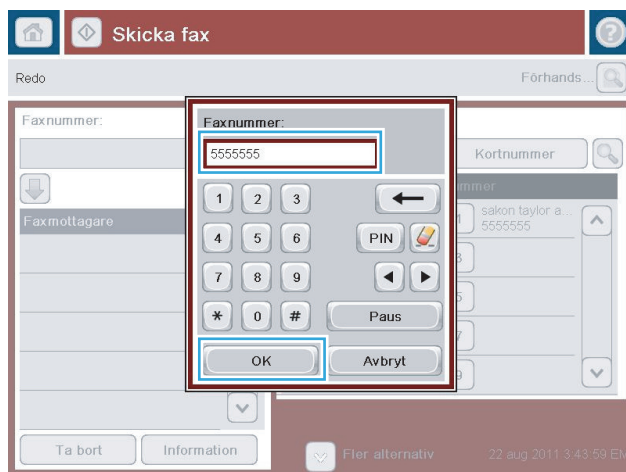 Skicka fax
?
Redo
Förhands...
Faxnummer:
Kortnummer
Faxmottagare
sakon taylor a...
5555555
Faxnummer:
5555555
1 2 3
4 5 6 PIN
7 8 9
* 0 # Paus
OK Avbryt
Ta bort Information
Fler alternativ
22 aug 2011 3:43:59 EM